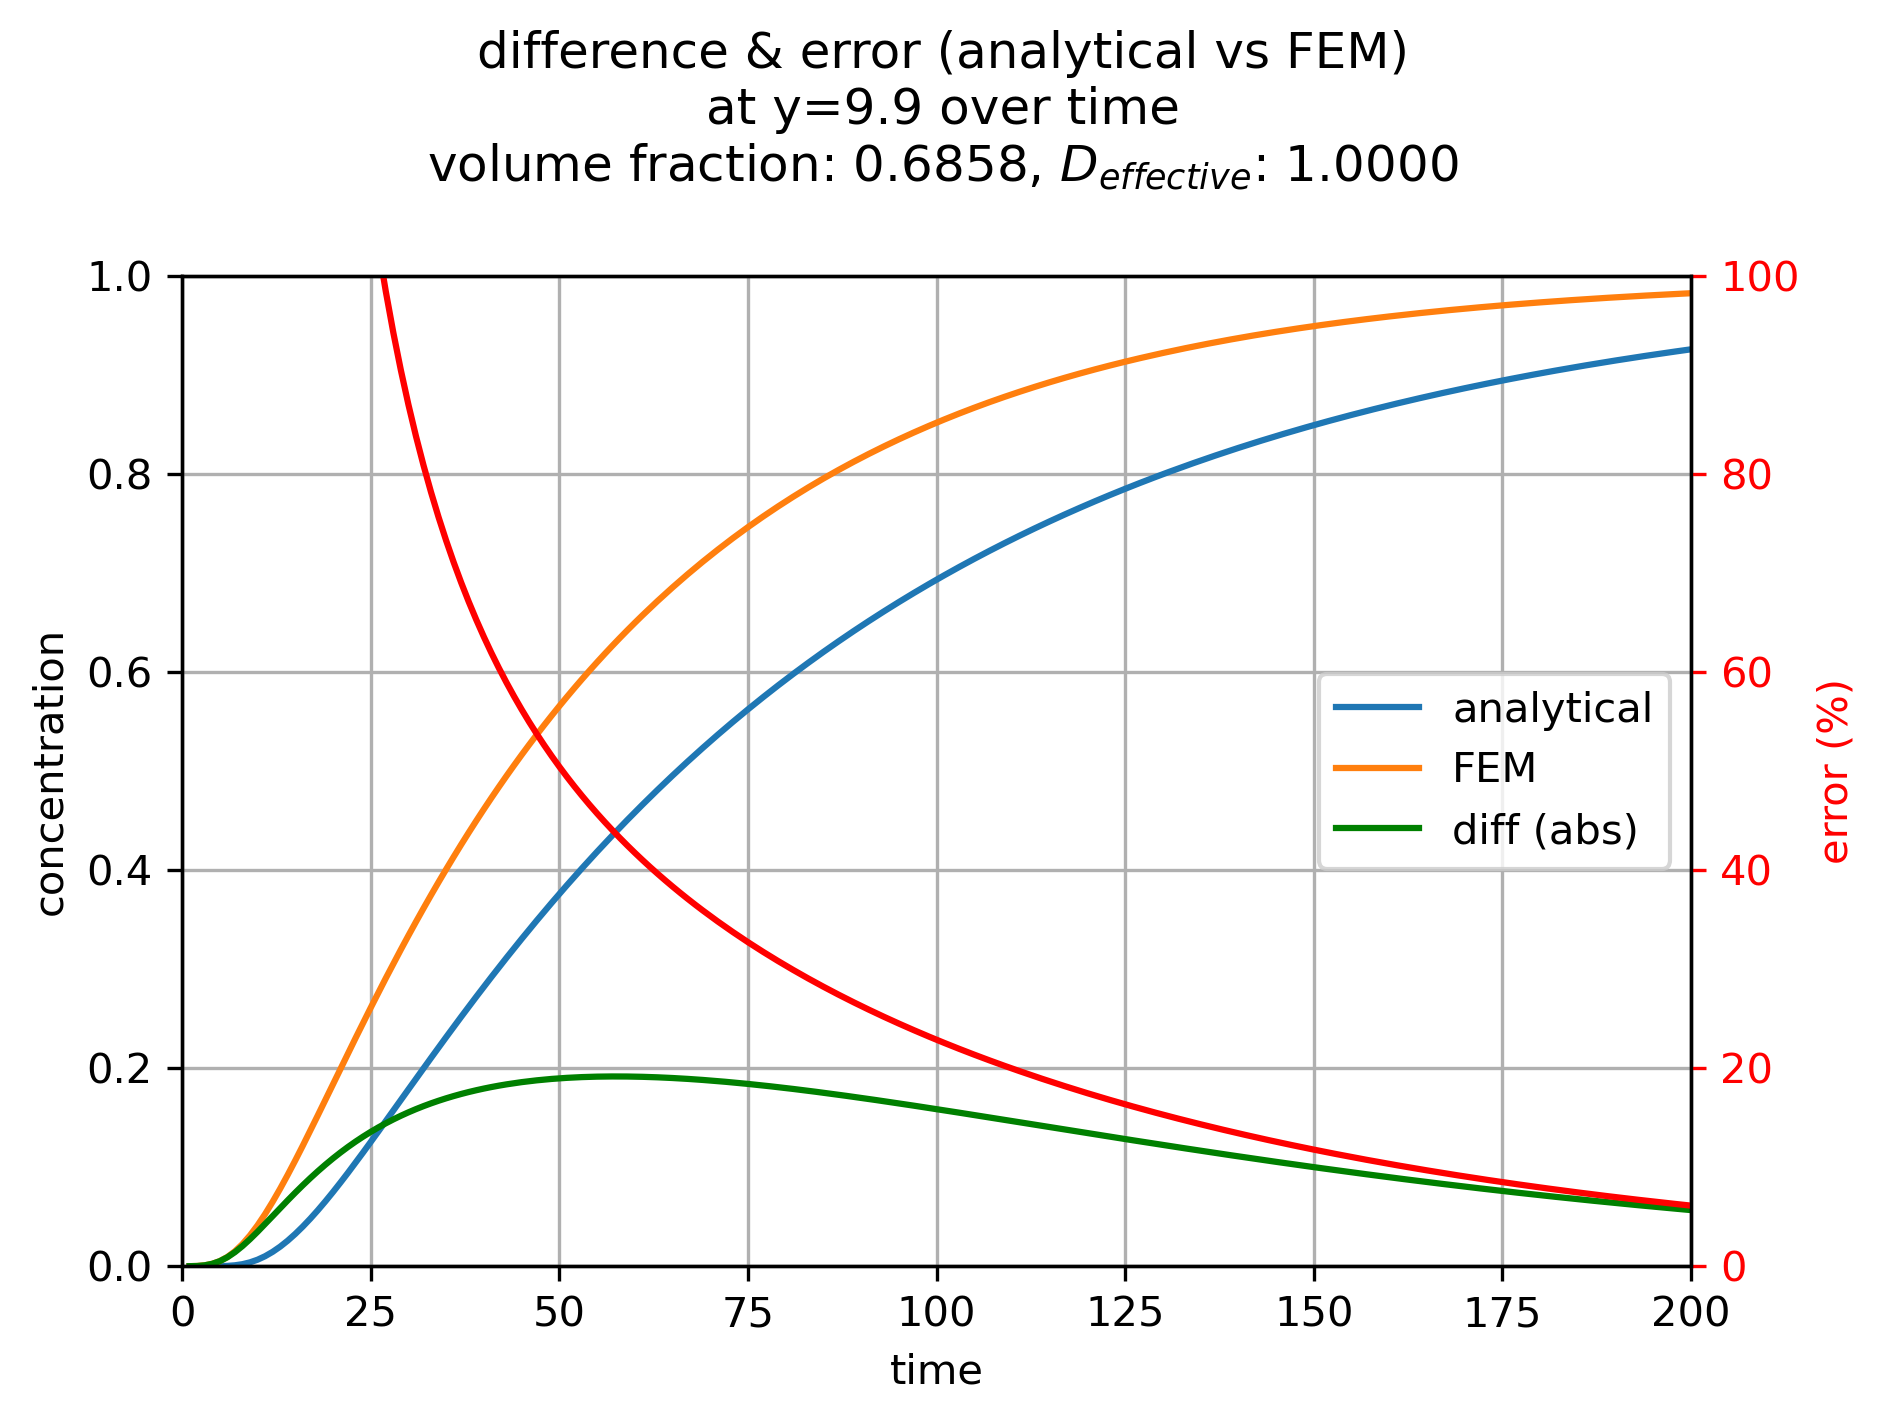 difference & error (analytical vs FEM)
at y=9.9 over time
volume fraction: 0.6858, D_effective: 1.0000
1.0
0.8
0.6
0.4
0.2
0.0
concentration
100
80
60
40
20
0
error (%)
analytical
FEM
diff (abs)
0 25 50 75 100 125 150 175 200
time